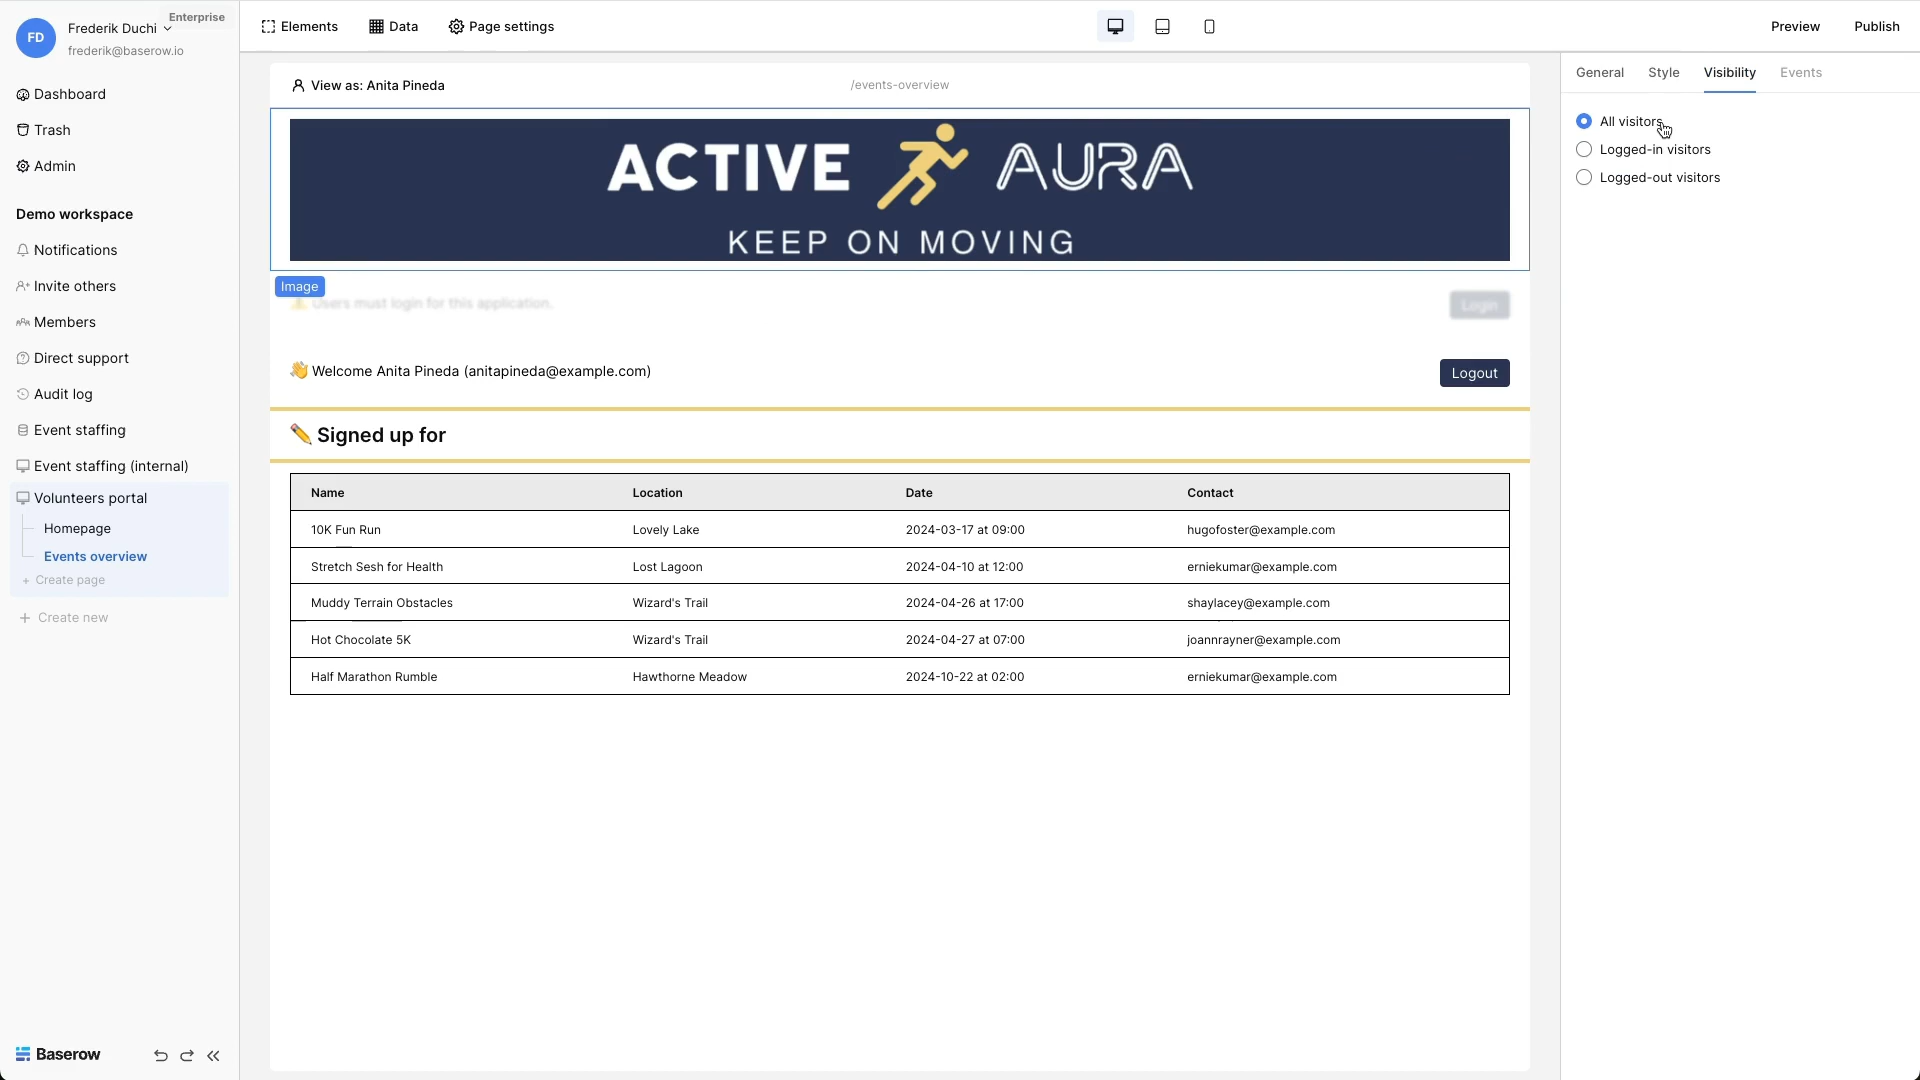 FD
Frederik Duchi
Enterprise
frederik@baserow.io
Dashboard
Trash
Admin
Demo workspace
Notifications
Invite others
Members
Direct support
Audit log
Event staffing
Event staffing (internal)
Volunteers portal
Homepage
Events overview
+ Create page
+ Create new
Baserow
Elements
Data
Page settings
Preview
Publish
View as: Anita Pineda
/events-overview
ACTIVE AURA
KEEP ON MOVING
Image
Users must login for this application.
Login
👋 Welcome Anita Pineda (anitapineda@example.com)
Logout
✏️ Signed up for
Name Location Date Contact
10K Fun Run Lovely Lake 2024-03-17 at 09:00 hugofoster@example.com
Stretch Sesh for Health Lost Lagoon 2024-04-10 at 12:00 erniekumar@example.com
Muddy Terrain Obstacles Wizard's Trail 2024-04-26 at 17:00 shaylacey@example.com
Hot Chocolate 5K Wizard's Trail 2024-04-27 at 07:00 joannrayner@example.com
Half Marathon Rumble Hawthorne Meadow 2024-10-22 at 02:00 erniekumar@example.com
General Style Visibility Events
All visitors
Logged-in visitors
Logged-out visitors